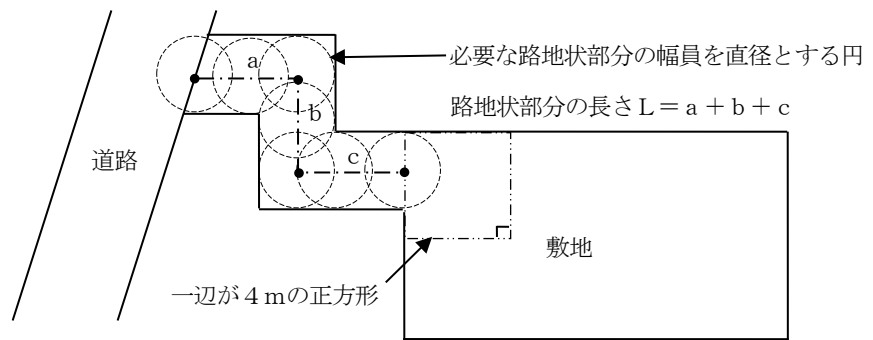 必要な路地状部分の幅員を直径とする円
a
路地状部分の長さL＝a＋b＋c
b
道路
c
敷地
一辺が４ｍの正方形